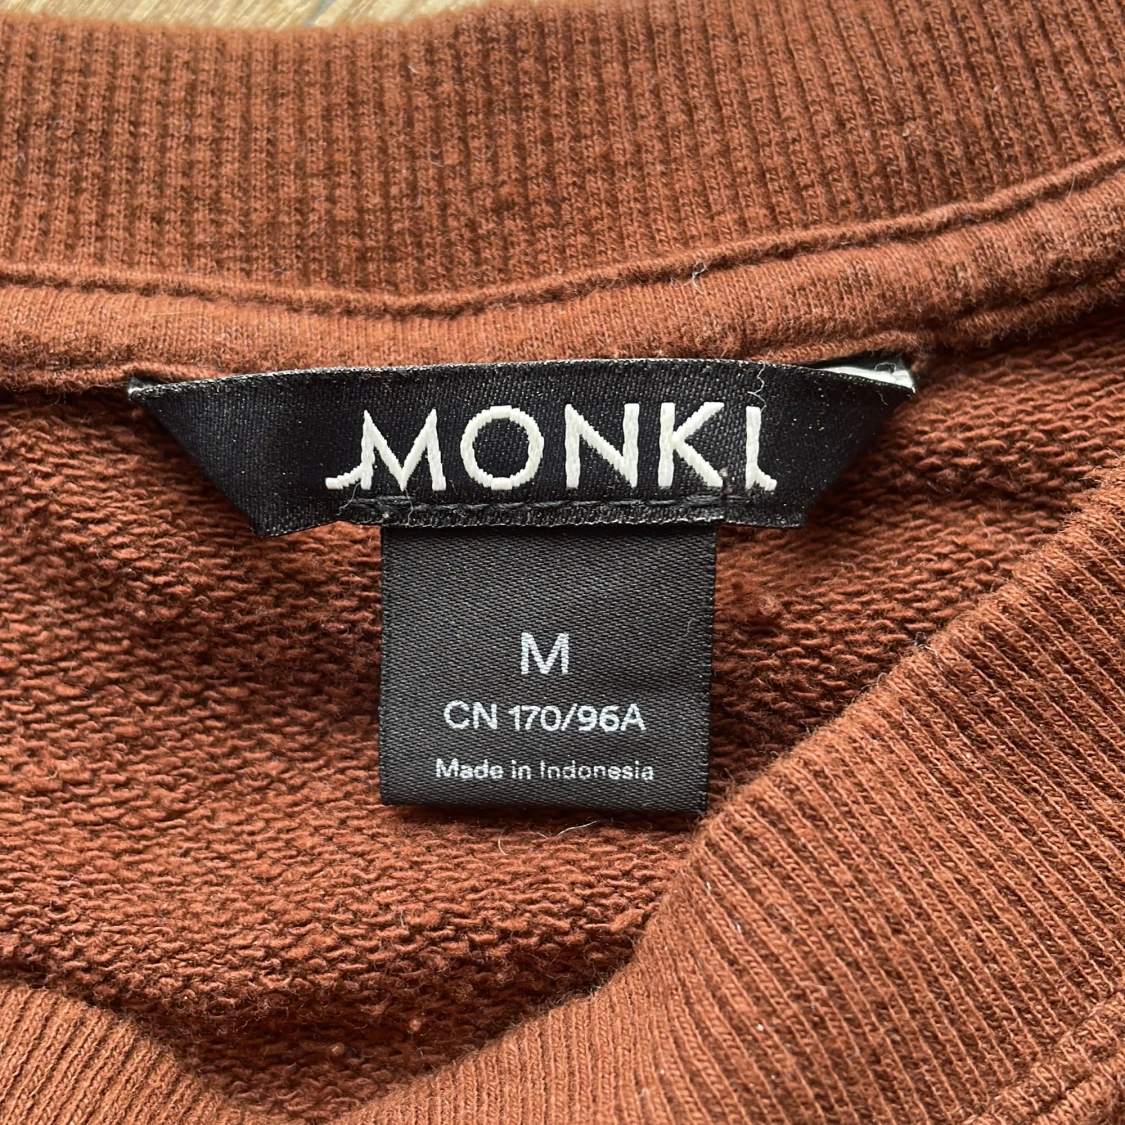 MONKI
M
CN 170/96A
Made in Indonesia